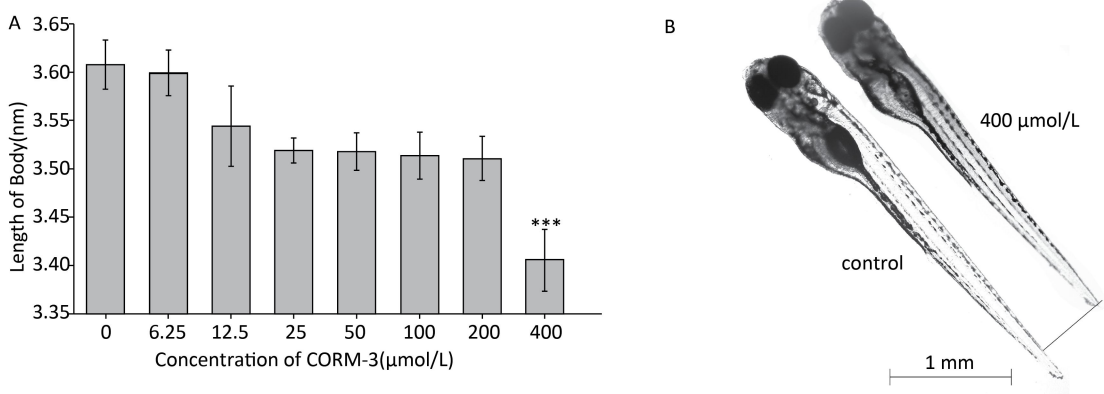 A
3.65
3.60
3.55
3.50
3.45
3.40
3.35
Length of Body(nm)
***
0 6.25 12.5 25 50 100 200 400
Concentration of CORM-3(μmol/L)
B
400 μmol/L
control
1 mm